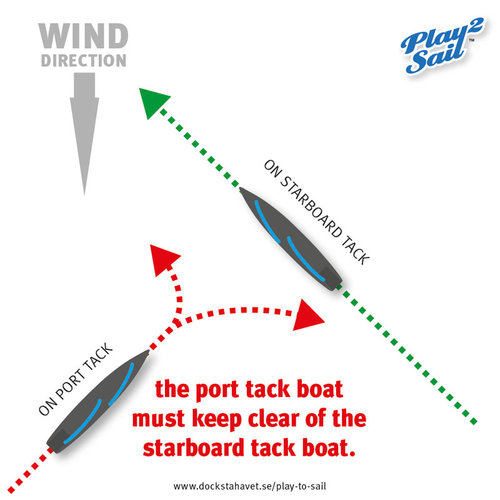 WIND
DIRECTION
Play2
Sail™
ON STARBOARD TACK
ON PORT TACK
the port tack boat
must keep clear of the
starboard tack boat.
www.dockstahavet.se/play-to-sail